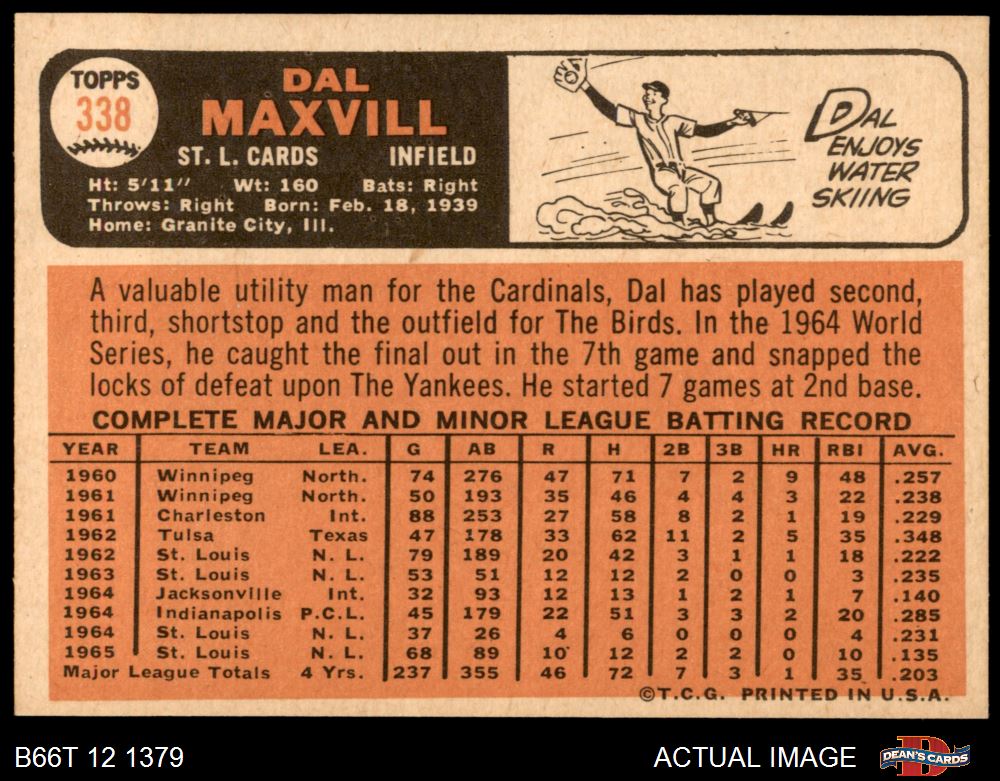 TOPPS
338
DAL
MAXVILL
ST. L. CARDS INFIELD
Ht: 5'11" Wt: 160 Bats: Right
Throws: Right Born: Feb. 18, 1939
Home: Granite City, Ill.
DAL
ENJOYS
WATER
SKIING
A valuable utility man for the Cardinals, Dal has played second,
third, shortstop and the outfield for The Birds. In the 1964 World
Series, he caught the final out in the 7th game and snapped the
locks of defeat upon The Yankees. He started 7 games at 2nd base.
COMPLETE MAJOR AND MINOR LEAGUE BATTING RECORD
YEAR TEAM LEA. G AB R H 2B 3B HR RBI AVG.
1960 Winnipeg North. 74 276 47 71 7 2 9 48 .257
1961 Winnipeg North. 50 193 35 46 4 4 3 22 .238
1961 Charleston Int. 88 253 27 58 8 2 1 19 .229
1962 Tulsa Texas 47 178 33 62 11 2 5 35 .348
1962 St. Louis N. L. 79 189 20 42 3 1 1 18 .222
1963 St. Louis N. L. 53 51 12 12 2 0 0 3 .235
1964 Jacksonville Int. 32 93 12 13 1 2 1 7 .140
1964 Indianapolis P.C.L. 45 179 22 51 3 3 2 20 .285
1964 St. Louis N. L. 37 26 4 6 0 0 0 4 .231
1965 St. Louis N. L. 68 89 10 12 2 2 0 10 .135
Major League Totals 4 Yrs. 237 355 46 72 7 3 1 35 .203
©T.C.G. PRINTED IN U.S.A.
B66T 12 1379 ACTUAL IMAGE DEAN'S CARDS